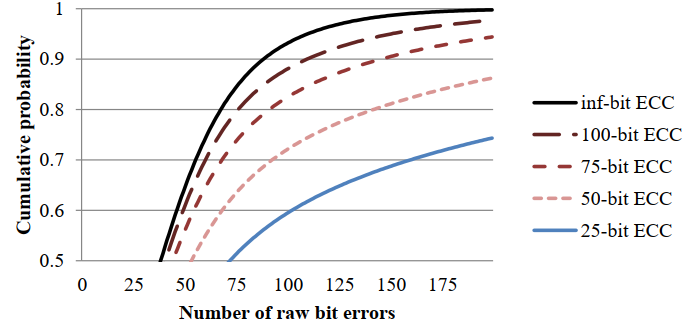 1
0.9
0.8
0.7
0.6
0.5
0 25 50 75 100 125 150 175
Cumulative probability
Number of raw bit errors
inf-bit ECC
100-bit ECC
75-bit ECC
50-bit ECC
25-bit ECC